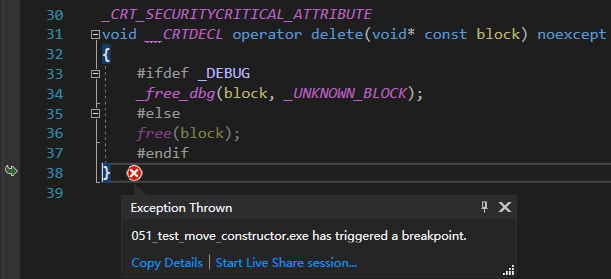 30 _CRT_SECURITYCRITICAL_ATTRIBUTE
31 void __CRTDECL operator delete(void* const block) noexcept
32 {
33 #ifdef _DEBUG
34 _free_dbg(block, _UNKNOWN_BLOCK);
35 #else
36 free(block);
37 #endif
38 }
39
Exception Thrown
051_test_move_constructor.exe has triggered a breakpoint.
Copy Details | Start Live Share session...